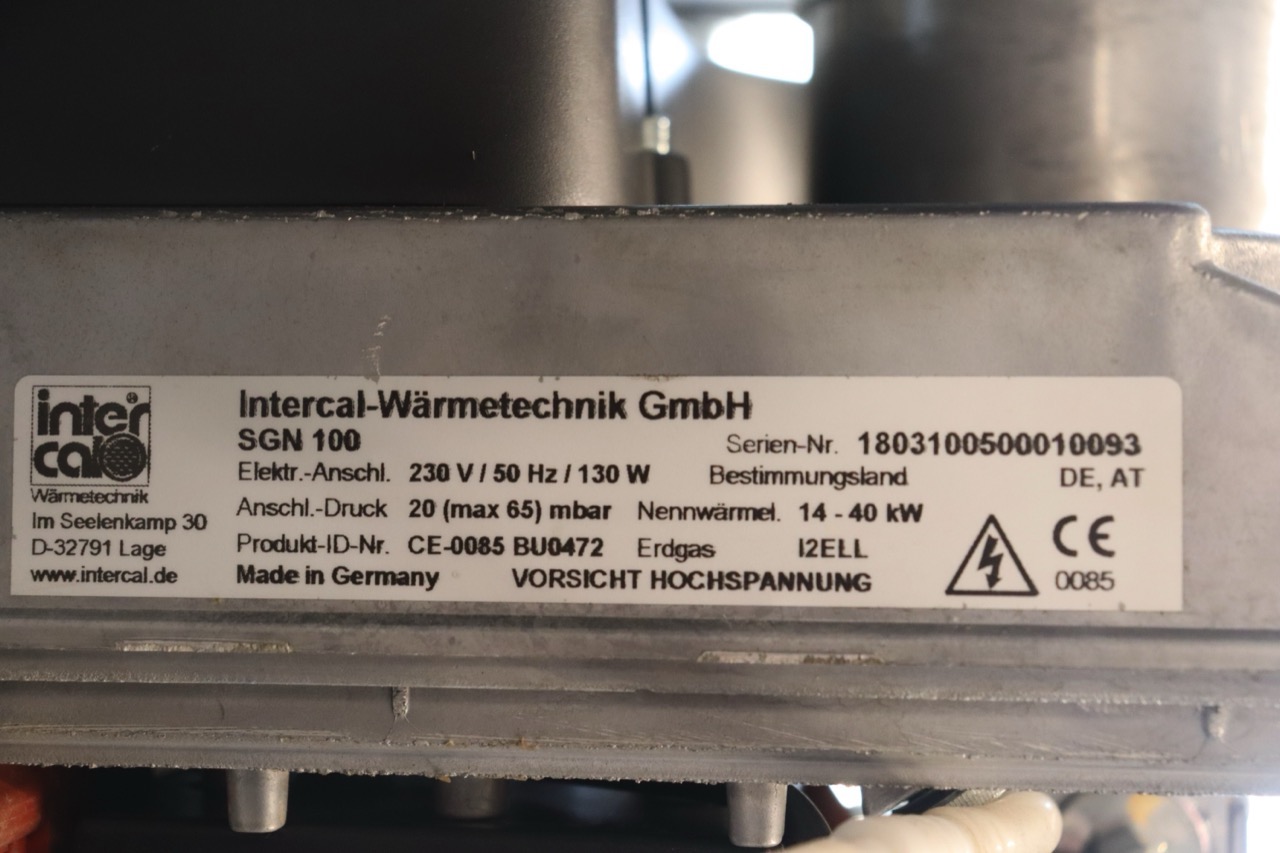 inter
cal®
Wärmetechnik
Im Seelenkamp 30
D-32791 Lage
www.intercal.de
Intercal-Wärmetechnik GmbH
SGN 100 Serien-Nr. 1803100500010093
Elektr.-Anschl. 230 V / 50 Hz / 130 W Bestimmungsland DE, AT
Anschl.-Druck 20 (max 65) mbar Nennwärmel. 14 - 40 kW
Produkt-ID-Nr. CE-0085 BU0472 Erdgas I2ELL
Made in Germany VORSICHT HOCHSPANNUNG
CE
0085